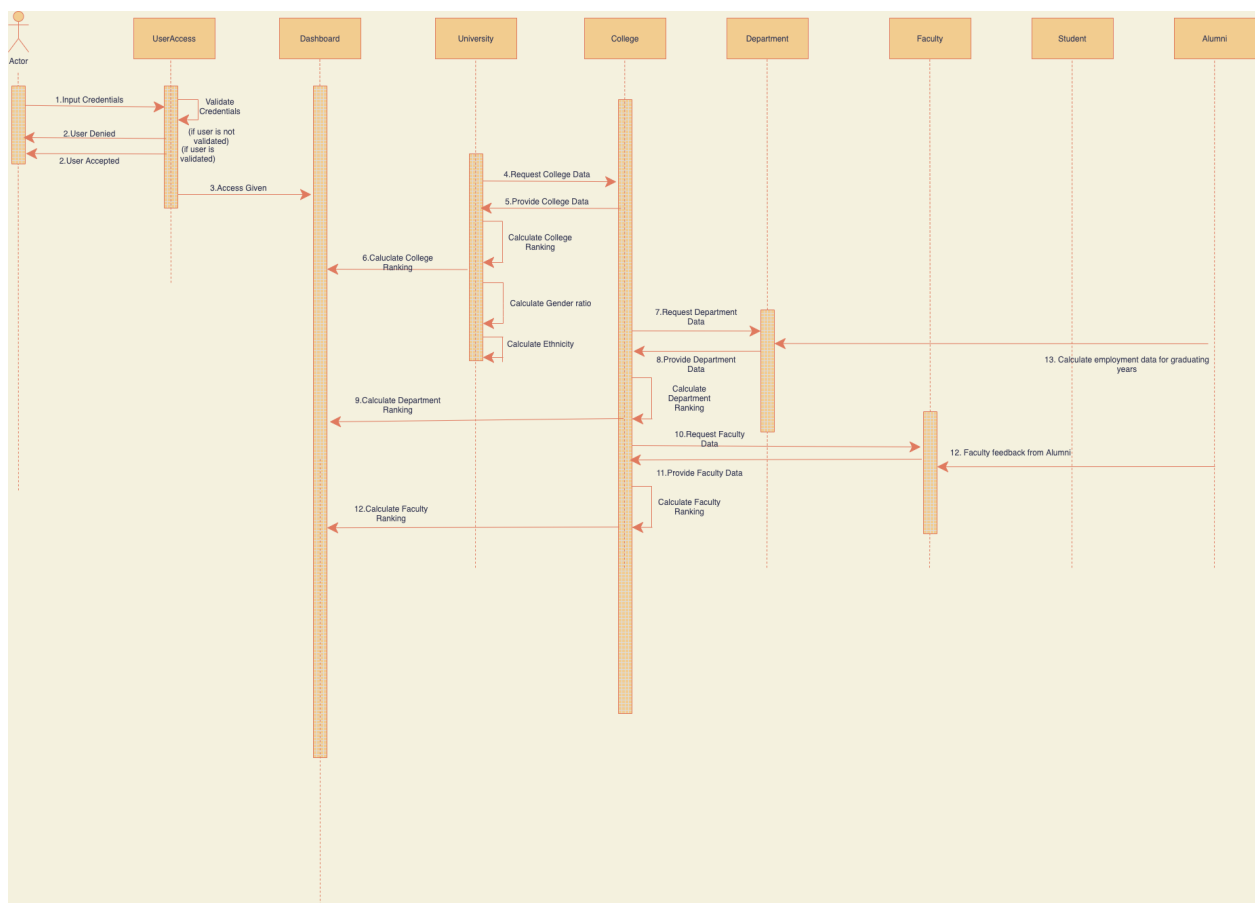 UserAccess
Dashboard
University
College
Department
Faculty
Student
Alumni
Actor
1.Input Credentials
Validate
Credentials
2.User Denied
(if user is not
validated)
(if user is
validated)
2.User Accepted
3.Access Given
4.Request College Data
5.Provide College Data
Calculate College
Ranking
6.Caluclate College
Ranking
Calculate Gender ratio
7.Request Department
Data
Calculate Ethnicity
8.Provide Department
Data
13. Calculate employment data for graduating
years
Calculate
Department
Ranking
9.Calculate Department
Ranking
10.Request Faculty
Data
12. Faculty feedback from Alumni
11.Provide Faculty Data
Calculate Faculty
Ranking
12.Calculate Faculty
Ranking